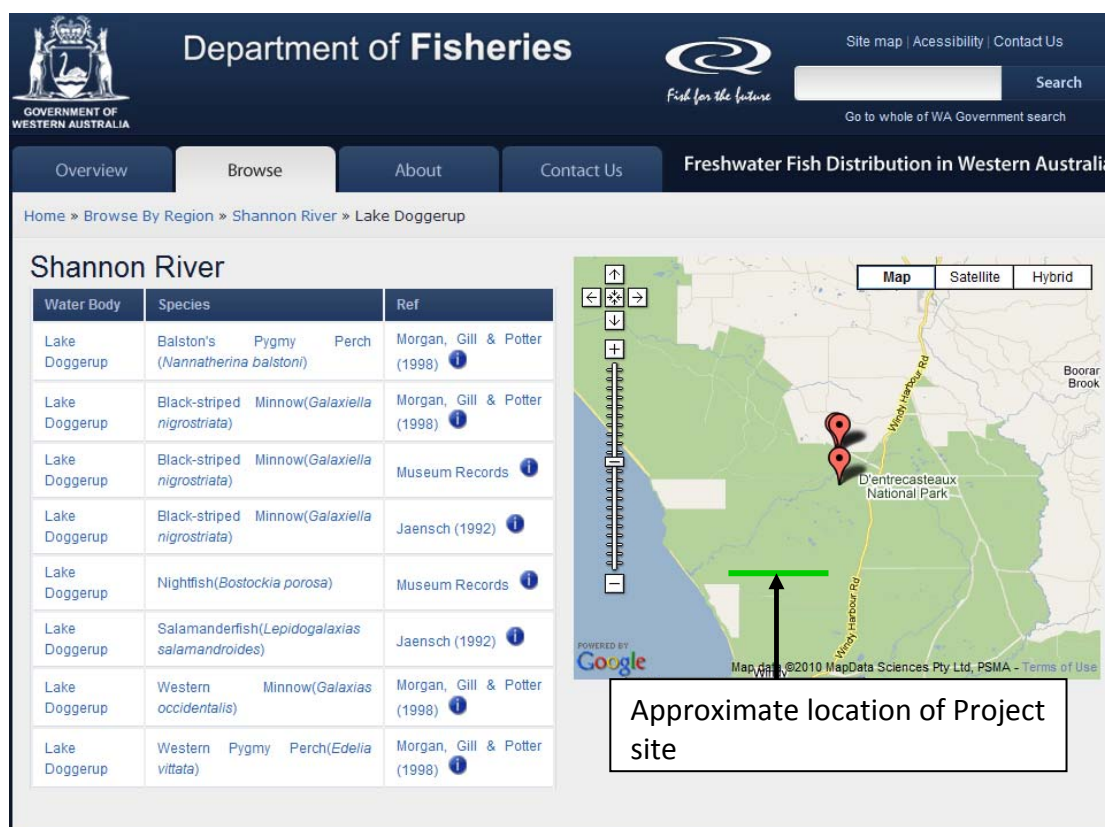 Department of Fisheries
GOVERNMENT OF
WESTERN AUSTRALIA
Fish for the future
Site map | Acessibility | Contact Us
Search
Go to whole of WA Government search
Overview
Browse
About
Contact Us
Freshwater Fish Distribution in Western Australia
Home » Browse By Region » Shannon River » Lake Doggerup
Shannon River
Water Body Species Ref
Lake Doggerup Balston's Pygmy Perch (Nannatherina balstoni) Morgan, Gill & Potter (1998) i
Lake Doggerup Black-striped Minnow(Galaxiella nigrostriata) Morgan, Gill & Potter (1998) i
Lake Doggerup Black-striped Minnow(Galaxiella nigrostriata) Museum Records i
Lake Doggerup Black-striped Minnow(Galaxiella nigrostriata) Jaensch (1992) i
Lake Doggerup Nightfish(Bostockia porosa) Museum Records i
Lake Doggerup Salamanderfish(Lepidogalaxias salamandroides) Jaensch (1992) i
Lake Doggerup Western Minnow(Galaxias occidentalis) Morgan, Gill & Potter (1998) i
Lake Doggerup Western Pygmy Perch(Edelia vittata) Morgan, Gill & Potter (1998) i
Map
Satellite
Hybrid
Windy Harbour Rd
Boorar
Brook
D'entrecasteaux
National Park
Windy Harbour Rd
POWERED BY
Google
Map data ©2010 MapData Sciences Pty Ltd, PSMA - Terms of Use
Windy
Approximate location of Project
site